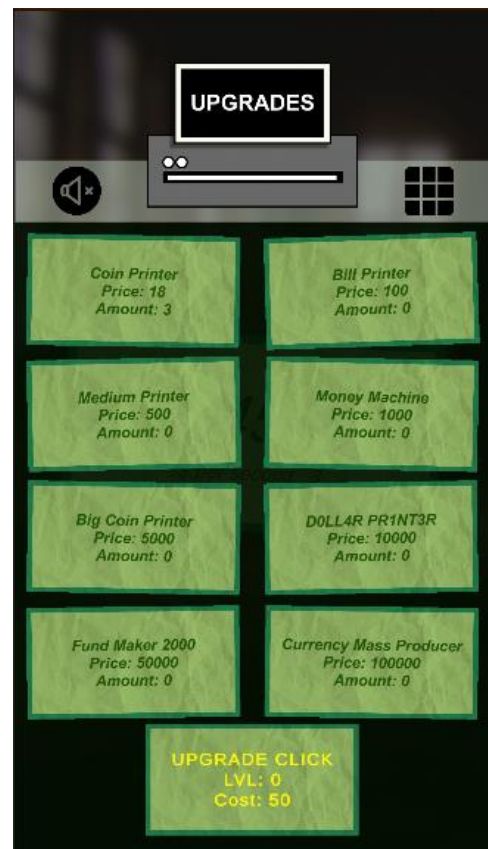 UPGRADES
Coin Printer
Price: 18
Amount: 3
Bill Printer
Price: 100
Amount: 0
Medium Printer
Price: 500
Amount: 0
Money Machine
Price: 1000
Amount: 0
Big Coin Printer
Price: 5000
Amount: 0
D0LL4R PR1NT3R
Price: 10000
Amount: 0
Fund Maker 2000
Price: 50000
Amount: 0
Currency Mass Producer
Price: 100000
Amount: 0
UPGRADE CLICK
LVL: 0
Cost: 50